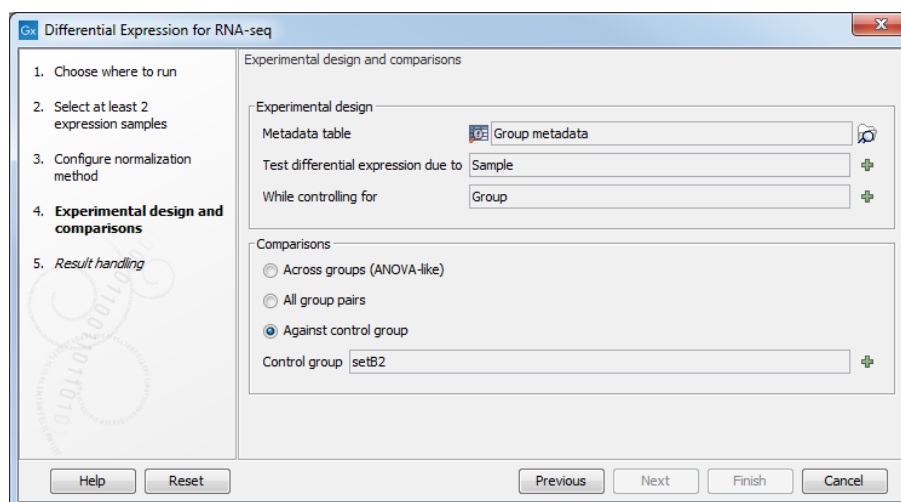 Gx Differential Expression for RNA-seq
1. Choose where to run
2. Select at least 2
expression samples
3. Configure normalization
method
4. Experimental design and
comparisons
5. Result handling
Experimental design and comparisons
Experimental design
Metadata table Group metadata
Test differential expression due to Sample
While controlling for Group
Comparisons
Across groups (ANOVA-like)
All group pairs
Against control group
Control group setB2
Help Reset Previous Next Finish Cancel